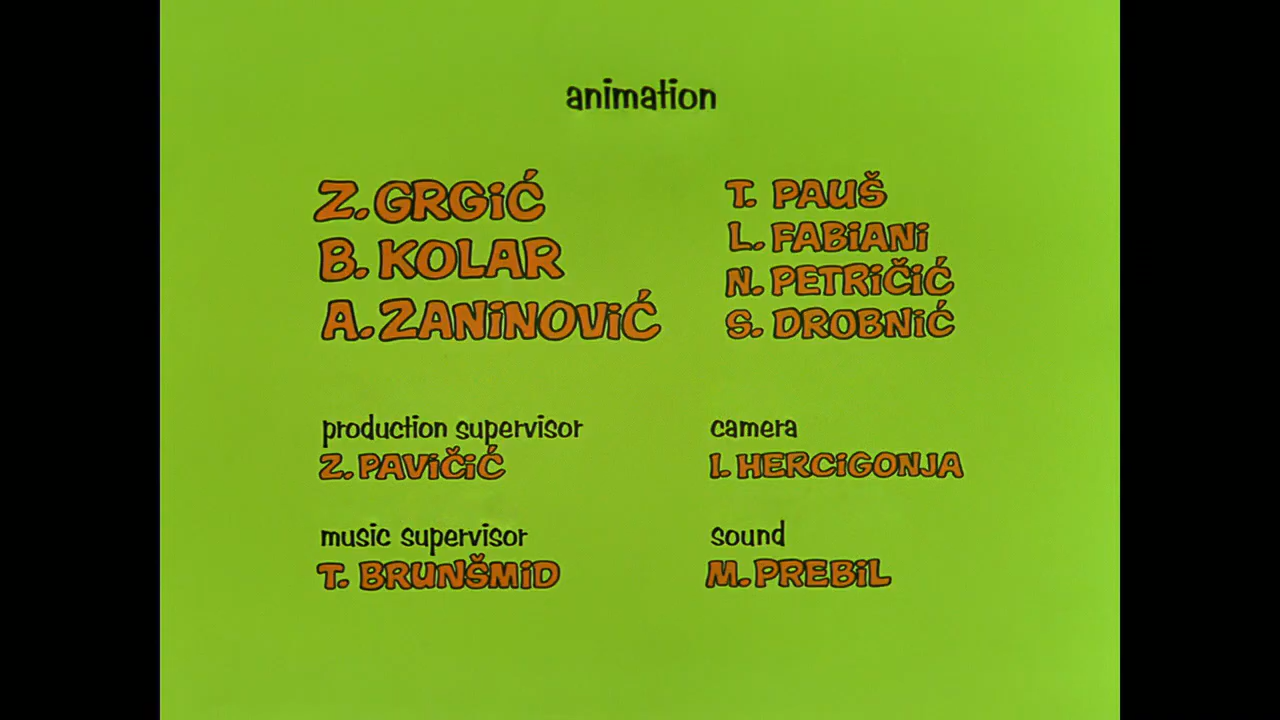 animation
Z. GRGiĆ
B. KOLAR
A. ZANiNOViĆ
T. PAUŠ
L. FABiANi
N. PETRiČiĆ
S. DROBNiĆ
production supervisor
Z. PAViČiĆ
camera
I. HERCiGONJA
music supervisor
T. BRUNŠMiD
sound
M. PREBiL